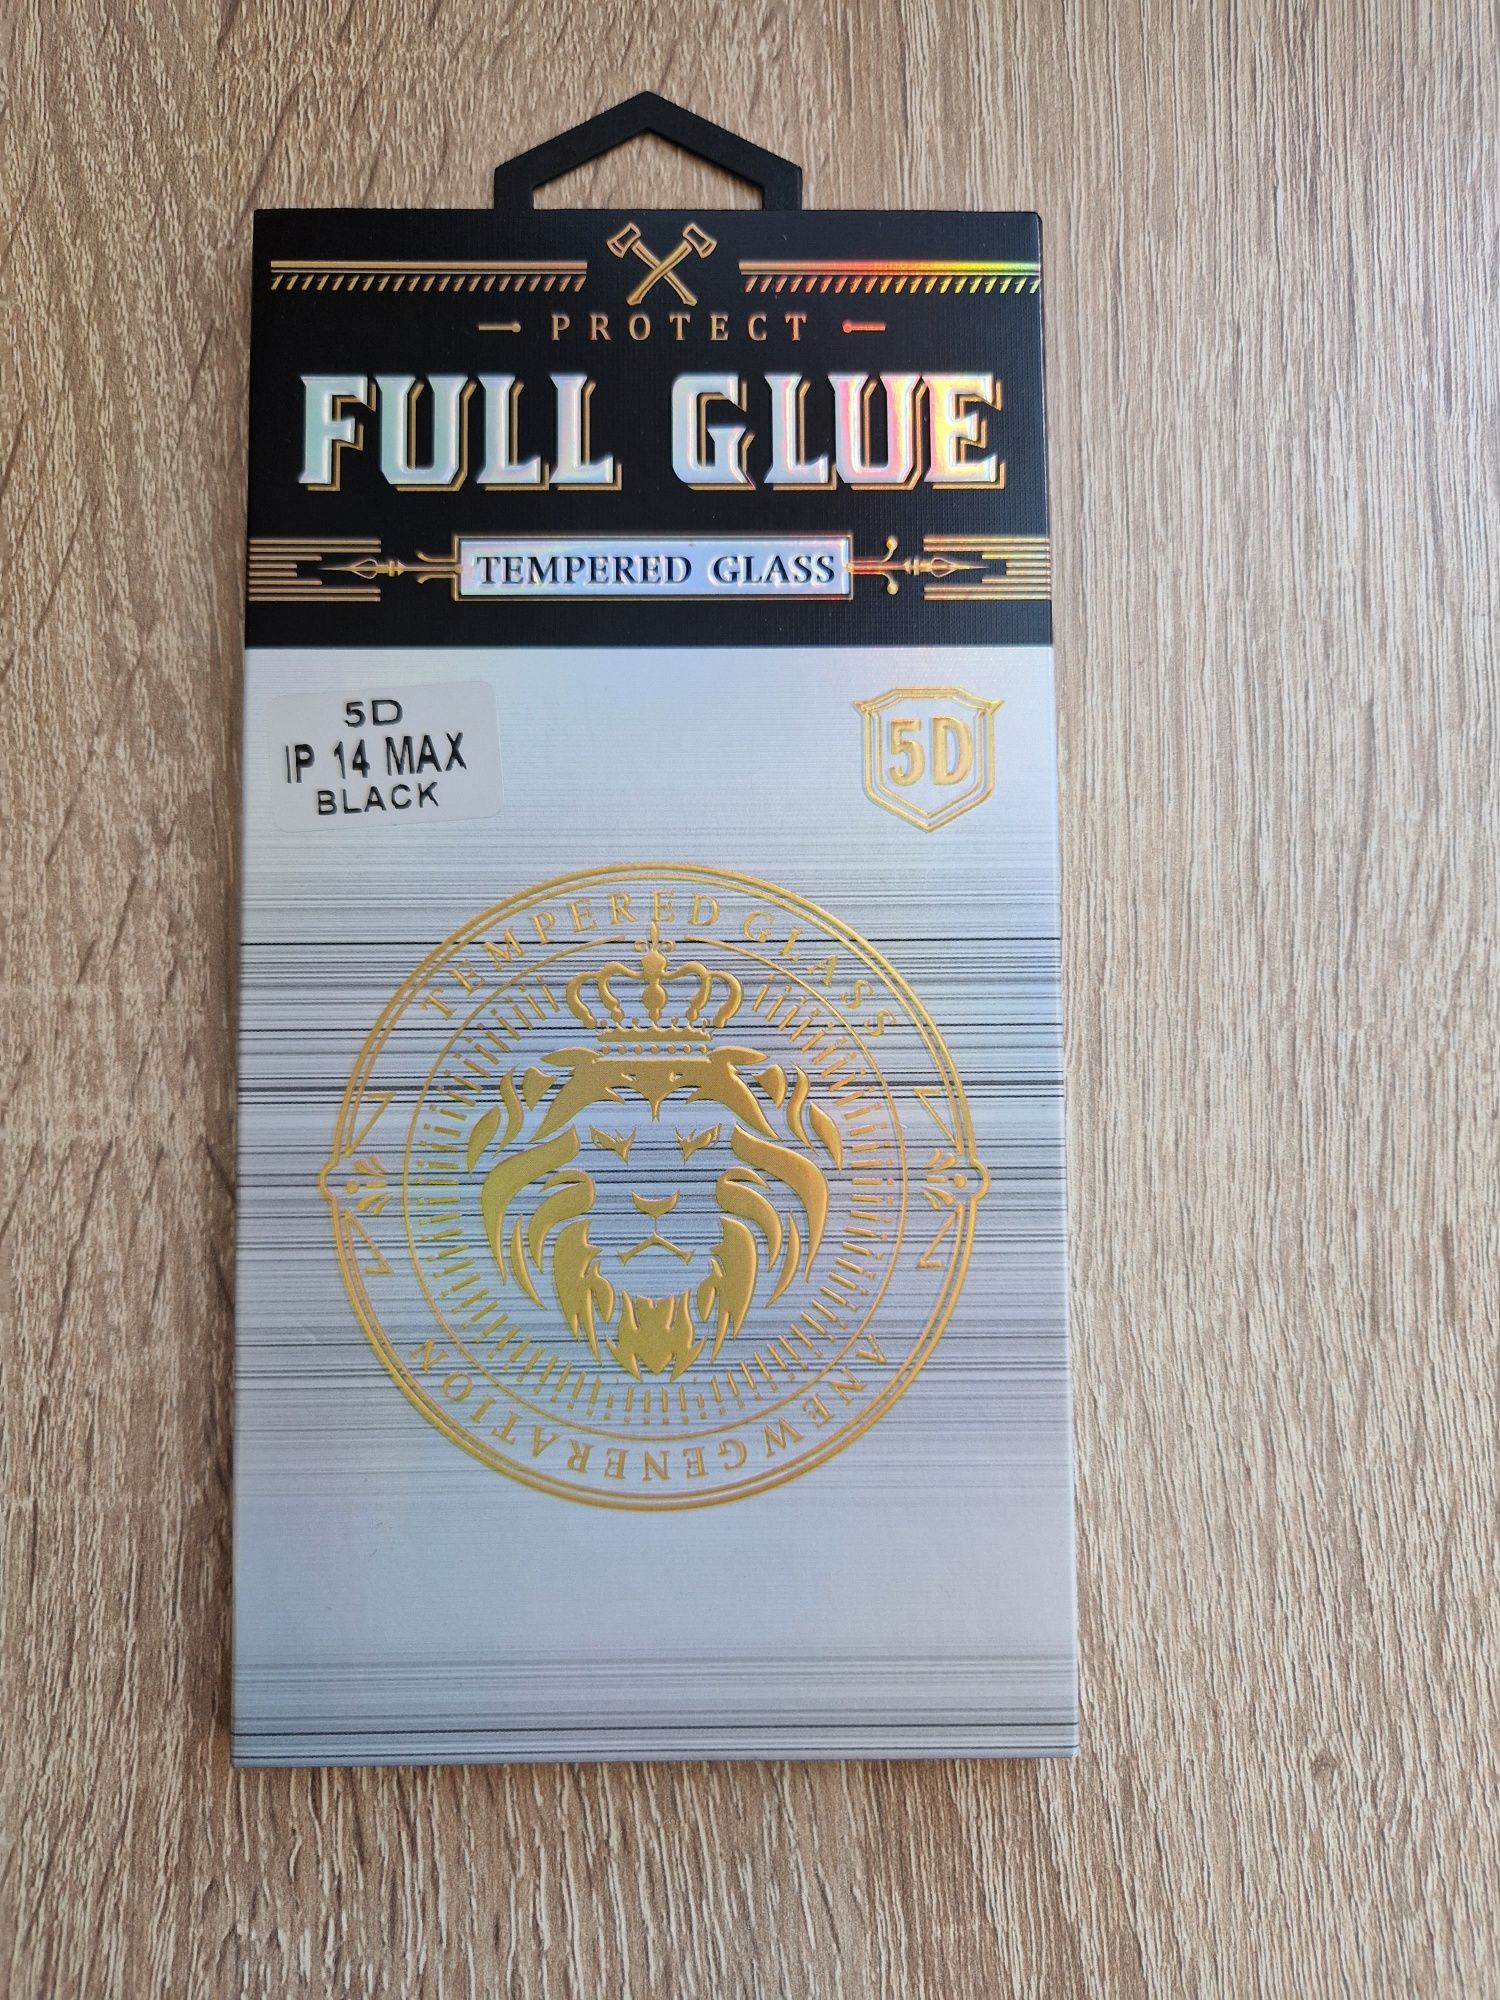 PROTECT
FULL GLUE
TEMPERED GLASS
5D
IP 14 MAX
BLACK
5D
TEMPERED GLASS
A NEW GENERATION